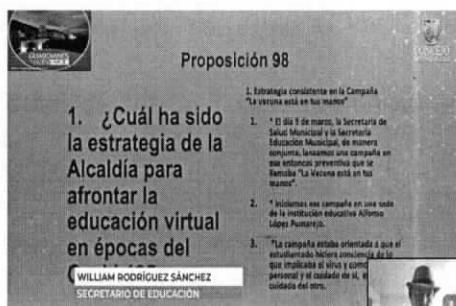 GUARDIANES
CONCEJO
Proposición 98
1. ¿Cuál ha sido
la estrategia de la
Alcaldía para
afrontar la
educación virtual
en épocas del
WILLIAM RODRÍGUEZ SÁNCHEZ
SECRETARIO DE EDUCACIÓN
1. Estrategia consistente en la Campaña
"La vacuna está en tus manos"
1. * El día 9 de marzo, la Secretaría de
Salud Municipal y la Secretaría
Educación Municipal, de manera
conjunta, lanzamos una campaña en
ese entonces preventiva que se
llamaba "La Vacuna está en tus
manos"
2. * Iniciamos esa campaña en una sede
de la institución educativa Alfonso
López Pumarejo.
3. *La campaña estaba orientada a que el
estudiantado hiciera conciencia de lo
que implicaba el virus y como
personal y el cuidado de sí,
cuidado del otro.